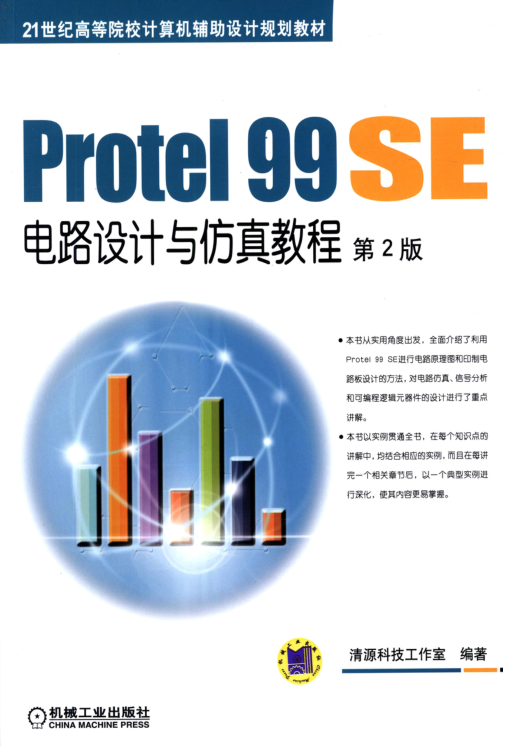 21世纪高等院校计算机辅助设计规划教材
Protel 99 SE
电路设计与仿真教程 第2版
●本书从实用角度出发，全面介绍了利用
Protel 99 SE进行电路原理图和印制电
路板设计的方法，对电路仿真、信号分析
和可编程逻辑元器件的设计进行了重点
讲解。
●本书以实例贯通全书，在每个知识点的
讲解中，均结合相应的实例，而且在每讲
完一个相关章节后，以一个典型实例进
行深化，使其内容更易掌握。
清源科技工作室 编著
机械工业出版社
CHINA MACHINE PRESS